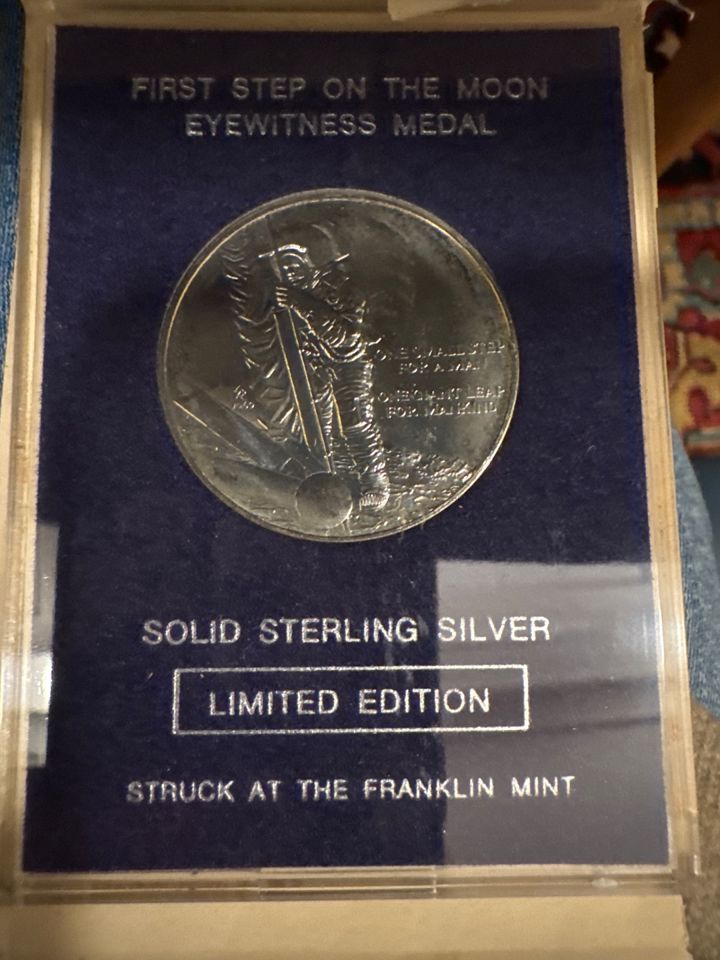 FIRST STEP ON THE MOON
EYEWITNESS MEDAL
ONE SMALL STEP
FOR A MAN
ONE GIANT LEAP
FOR MANKIND
SOLID STERLING SILVER
LIMITED EDITION
STRUCK AT THE FRANKLIN MINT